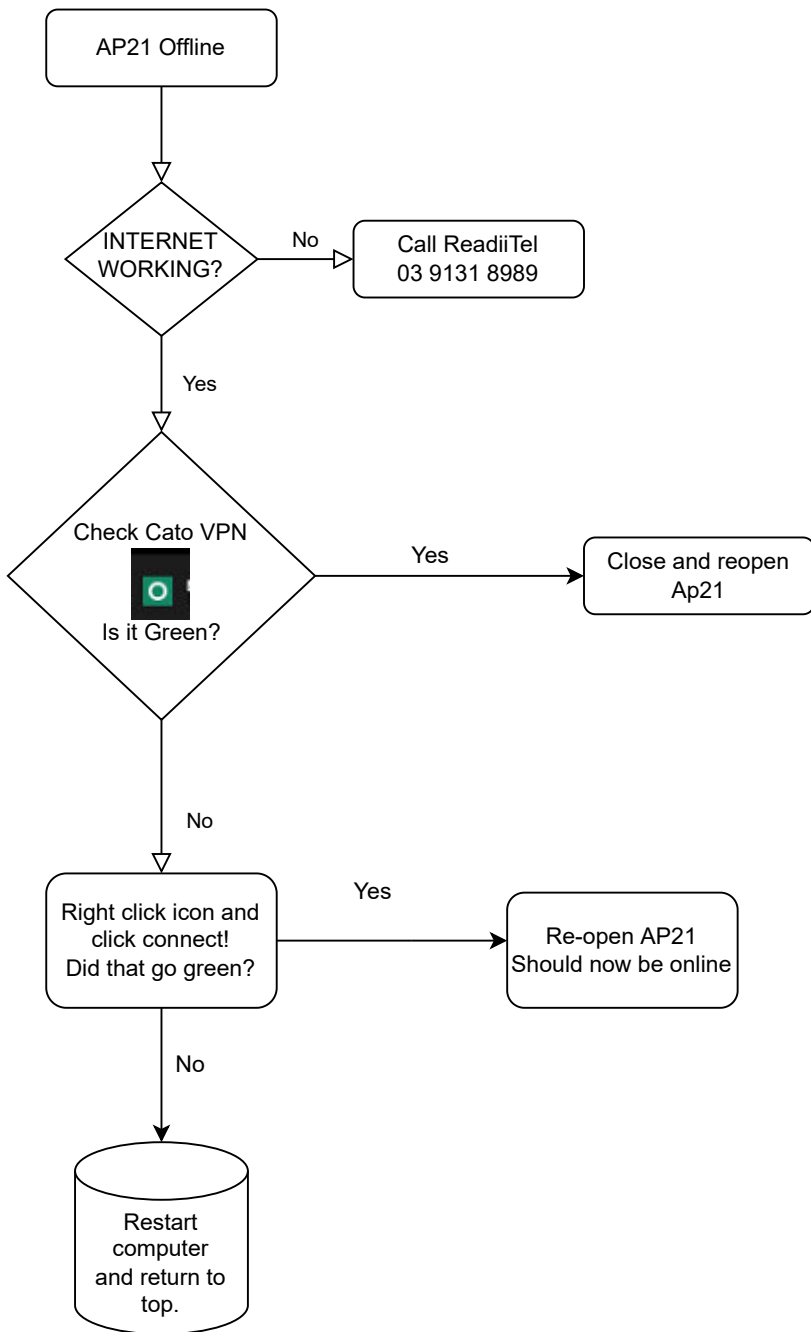 AP21 Offline
INTERNET
WORKING?
No
Call ReadiiTel
03 9131 8989
Yes
Check Cato VPN
Is it Green?
Yes
Close and reopen
Ap21
No
Right click icon and
click connect!
Did that go green?
Yes
Re-open AP21
Should now be online
No
Restart
computer
and return to
top.